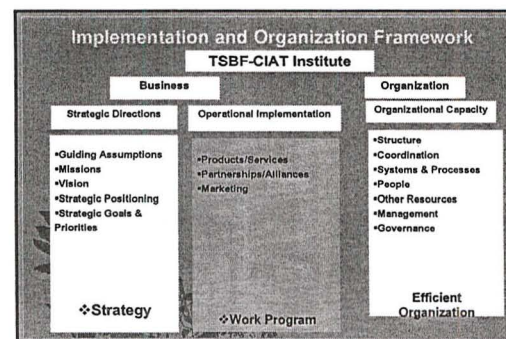 Implementation and Organization Framework
TSBF-CIAT Institute
Business
Organization
Strategic Directions
Operational Implementation
Organizational Capacity
▪Guiding Assumptions
▪Missions
▪Vision
▪Strategic Positioning
▪Strategic Goals &
Priorities
❖Strategy
▪Products/Services
▪Partnerships/Alliances
▪Marketing
❖Work Program
▪Structure
▪Coordination
▪Systems & Processes
▪People
▪Other Resources
▪Management
▪Governance
Efficient
Organization